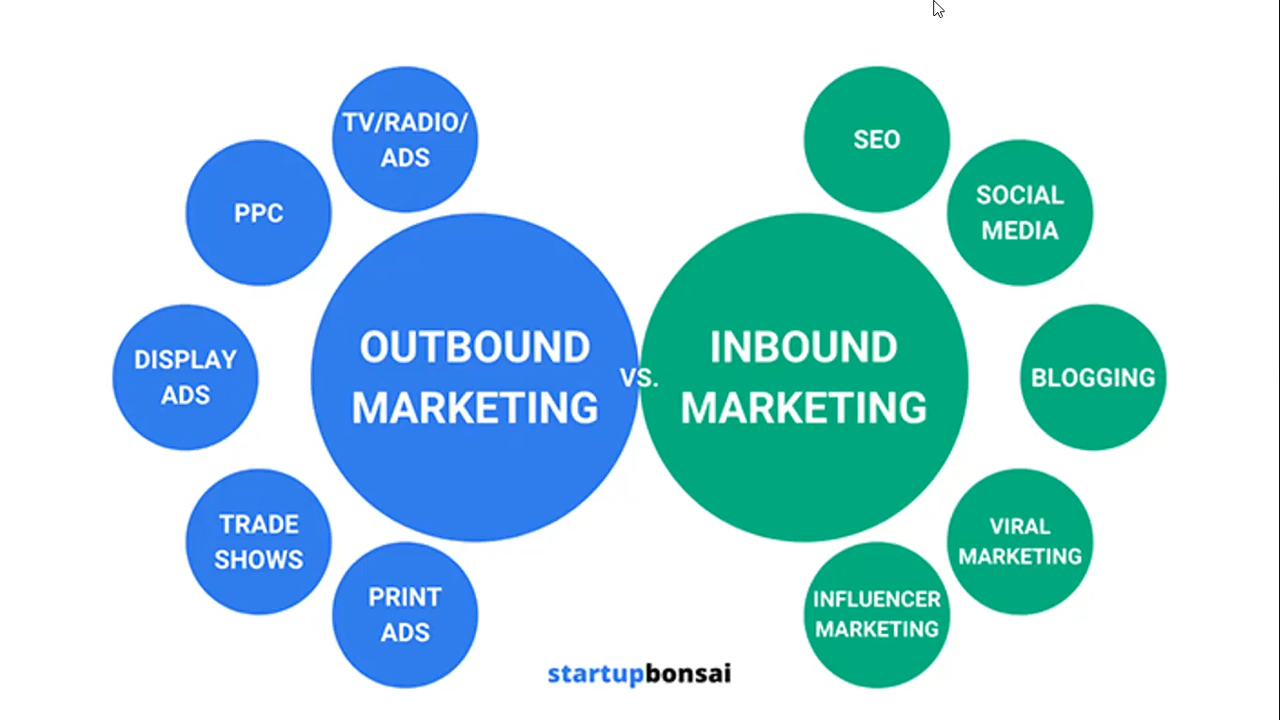 TV/RADIO/
ADS
PPC
DISPLAY
ADS
TRADE
SHOWS
PRINT
ADS
OUTBOUND
MARKETING
VS.
INBOUND
MARKETING
SEO
SOCIAL
MEDIA
BLOGGING
VIRAL
MARKETING
INFLUENCER
MARKETING
startupbonsai